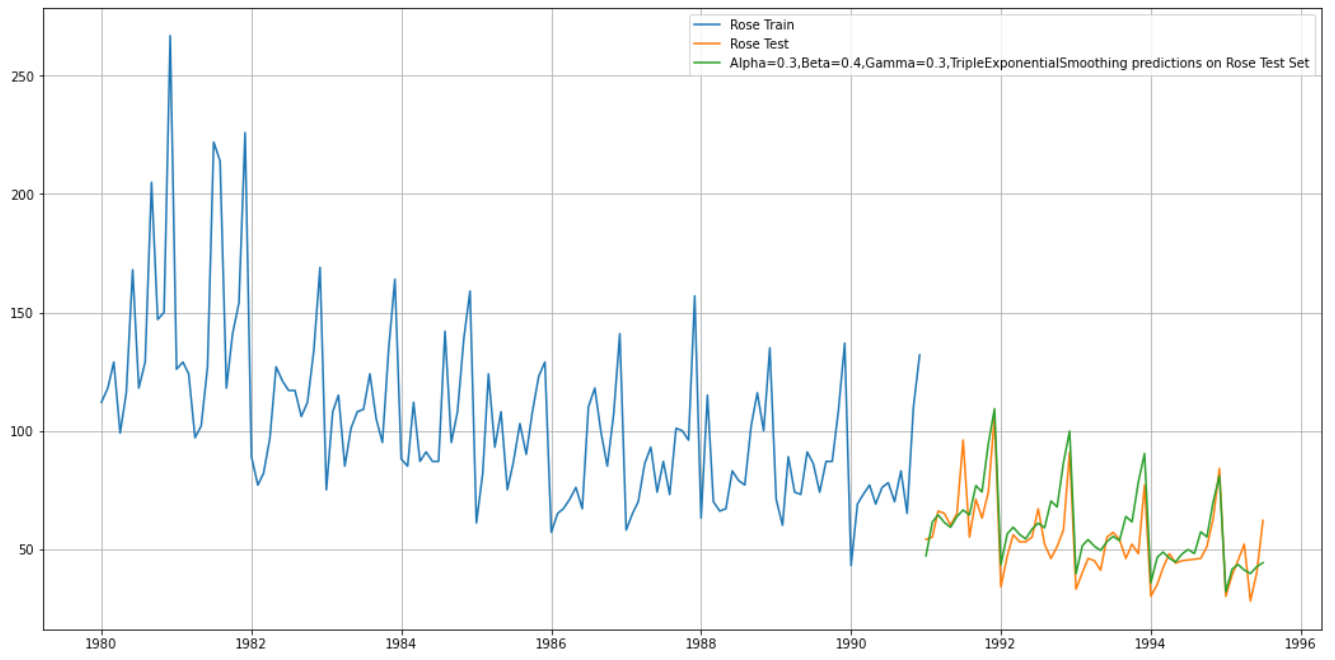 Rose Train
Rose Test
Alpha=0.3,Beta=0.4,Gamma=0.3,TripleExponentialSmoothing predictions on Rose Test Set
250
200
150
100
50
1980 1982 1984 1986 1988 1990 1992 1994 1996